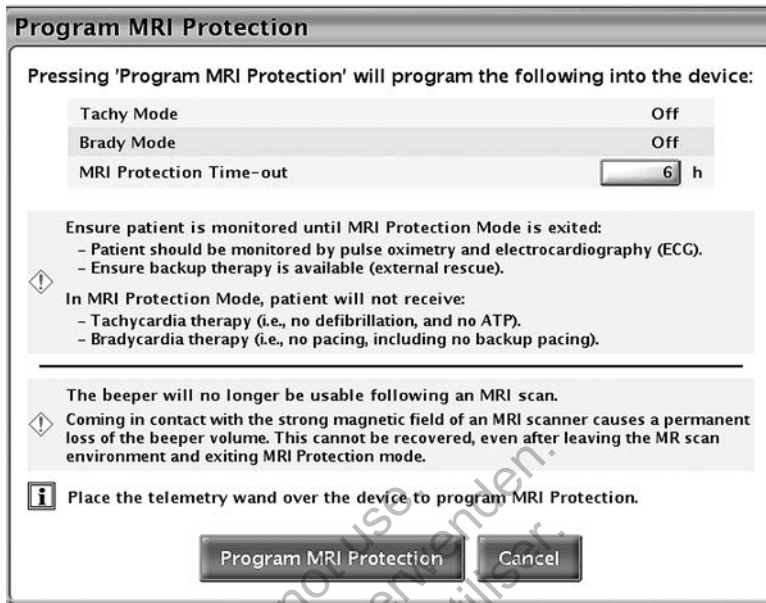 Program MRI Protection
Pressing 'Program MRI Protection' will program the following into the device:
Tachy Mode Off
Brady Mode Off
MRI Protection Time-out 6 h
Ensure patient is monitored until MRI Protection Mode is exited:
- Patient should be monitored by pulse oximetry and electrocardiography (ECG).
- Ensure backup therapy is available (external rescue).
In MRI Protection Mode, patient will not receive:
- Tachycardia therapy (i.e., no defibrillation, and no ATP).
- Bradycardia therapy (i.e., no pacing, including no backup pacing).
The beeper will no longer be usable following an MRI scan.
Coming in contact with the strong magnetic field of an MRI scanner causes a permanent
loss of the beeper volume. This cannot be recovered, even after leaving the MR scan
environment and exiting MRI Protection mode.
Place the telemetry wand over the device to program MRI Protection.
Program MRI Protection Cancel
not use.